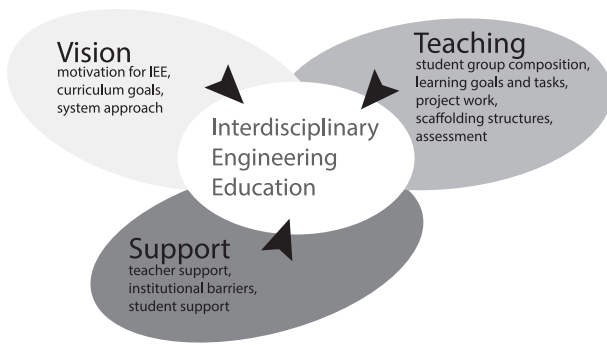 Vision
motivation for IEE,
curriculum goals,
system approach
Teaching
student group composition,
learning goals and tasks,
project work,
scaffolding structures,
assessment
Interdisciplinary
Engineering
Education
Support
teacher support,
institutional barriers,
student support